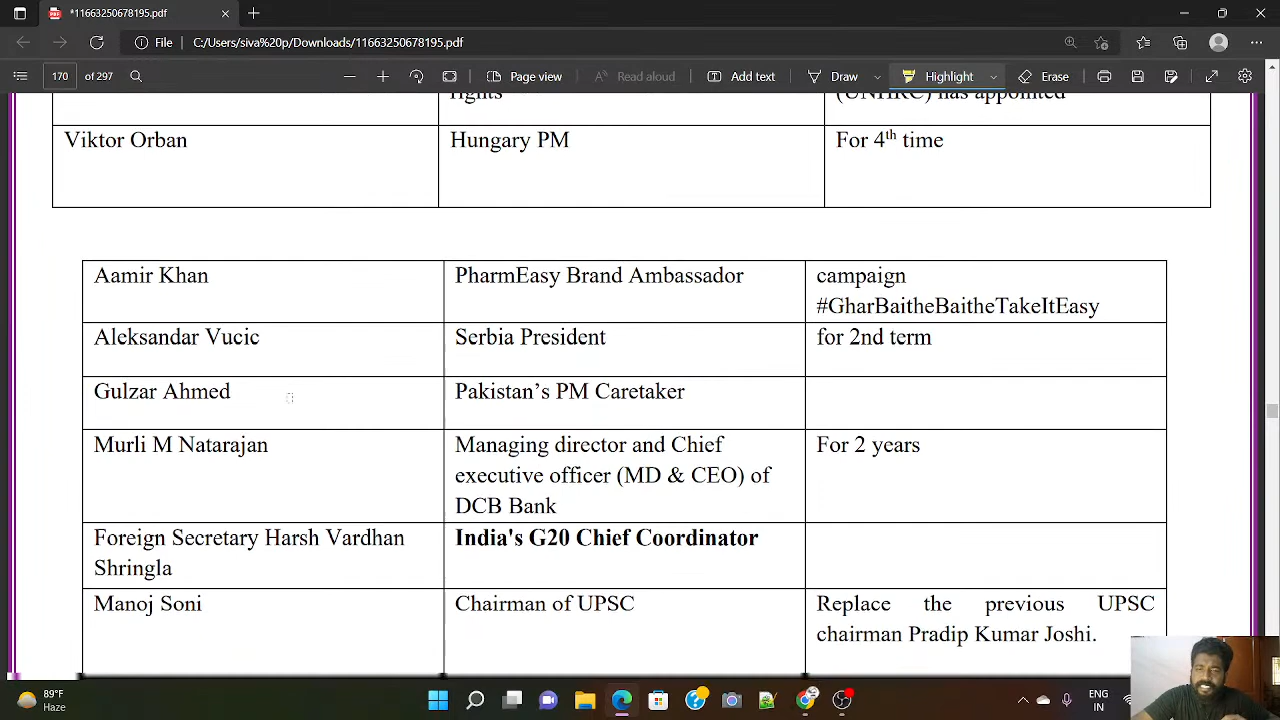 *11663250678195.pdf
File C:/Users/siva%20p/Downloads/11663250678195.pdf
170 of 297 Page view Read aloud Add text Draw Highlight Erase
rights (UNHRC) has appointed
Viktor Orban Hungary PM For 4th time
Aamir Khan PharmEasy Brand Ambassador campaign
#GharBaitheBaitheTakeItEasy
Aleksandar Vucic Serbia President for 2nd term
Gulzar Ahmed Pakistan’s PM Caretaker
Murli M Natarajan Managing director and Chief For 2 years
executive officer (MD & CEO) of
DCB Bank
Foreign Secretary Harsh Vardhan India's G20 Chief Coordinator
Shringla
Manoj Soni Chairman of UPSC Replace the previous UPSC
chairman Pradip Kumar Joshi.
89°F ENG
Haze IN